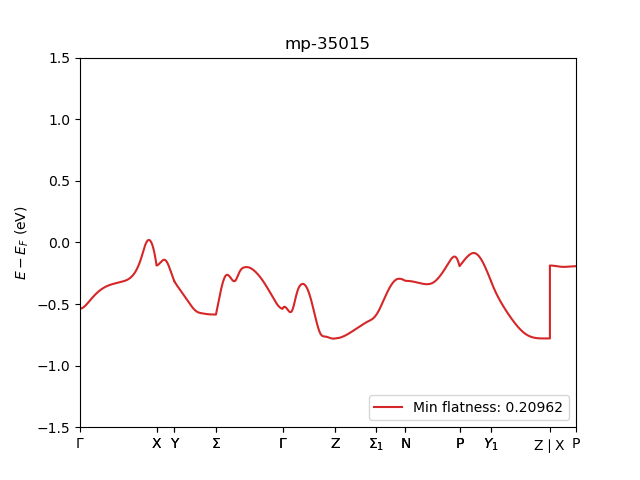 mp-35015
E − E_F (eV)
1.5
1.0
0.5
0.0
−0.5
−1.0
−1.5
Min flatness: 0.20962
Γ X Y Σ Γ Z Σ₁ N P Y₁ Z | X P